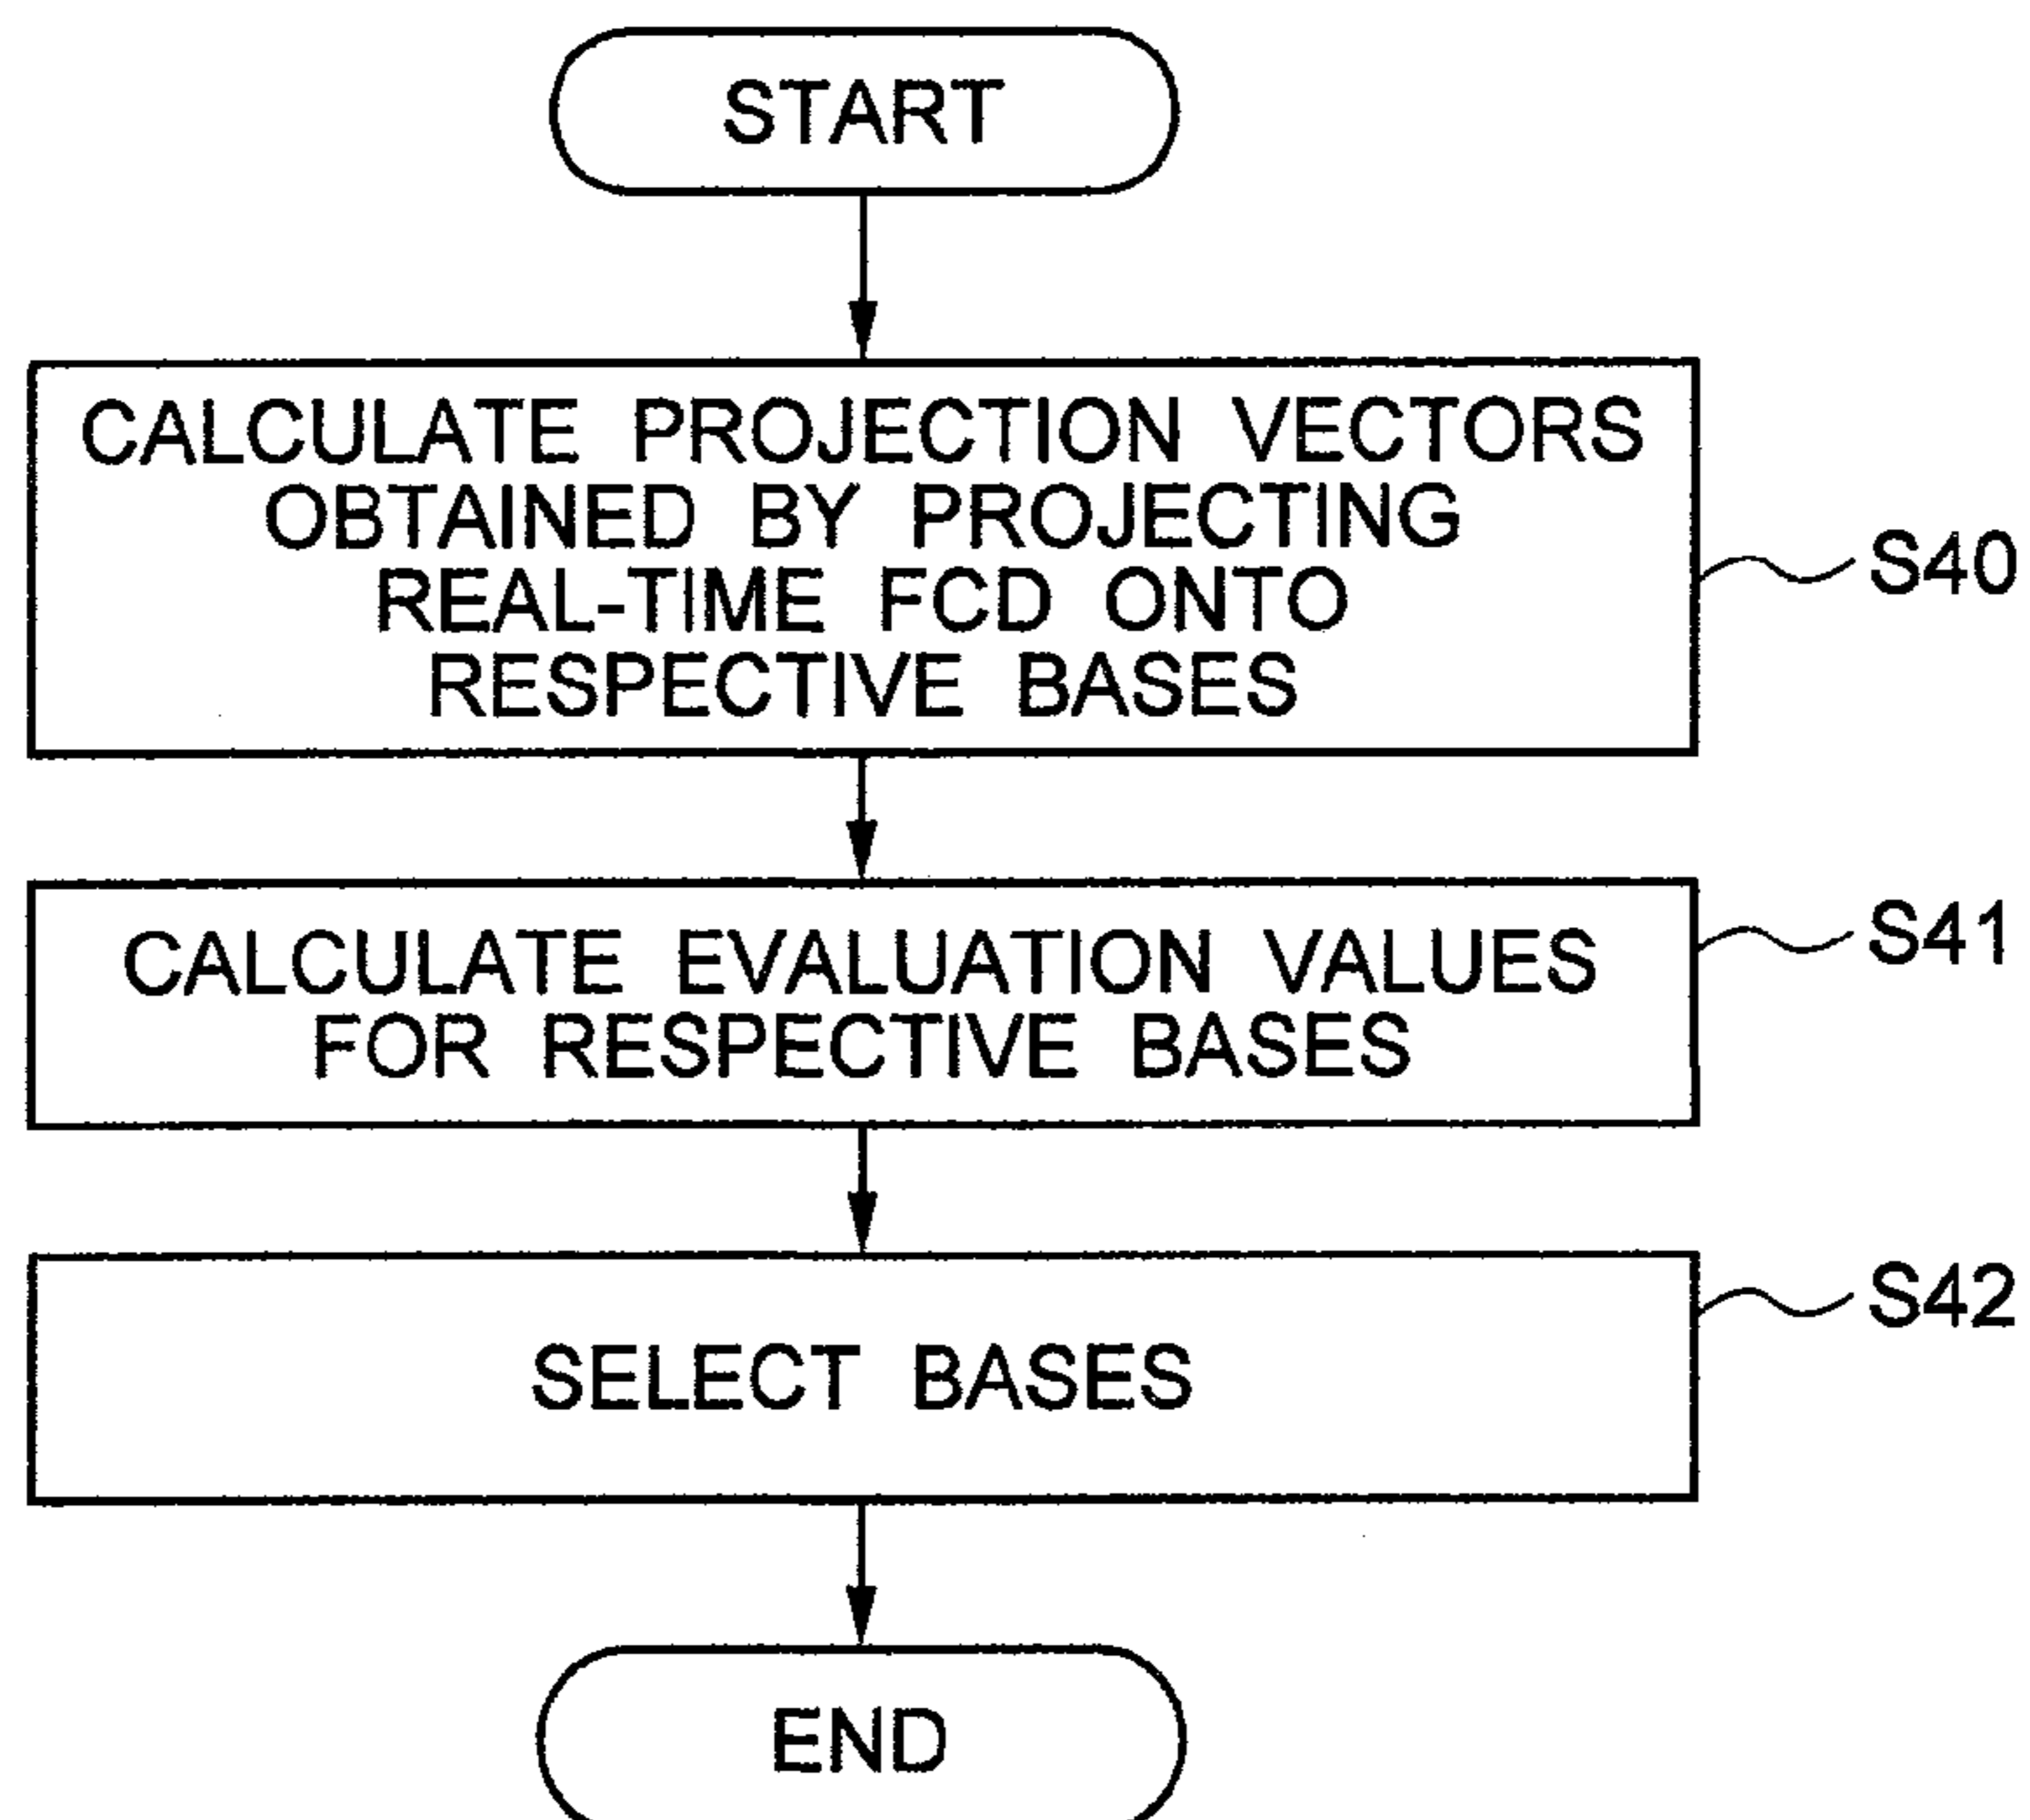 START
CALCULATE PROJECTION VECTORS
OBTAINED BY PROJECTING
REAL-TIME FCD ONTO
RESPECTIVE BASES
S40
CALCULATE EVALUATION VALUES
FOR RESPECTIVE BASES
S41
SELECT BASES
S42
END